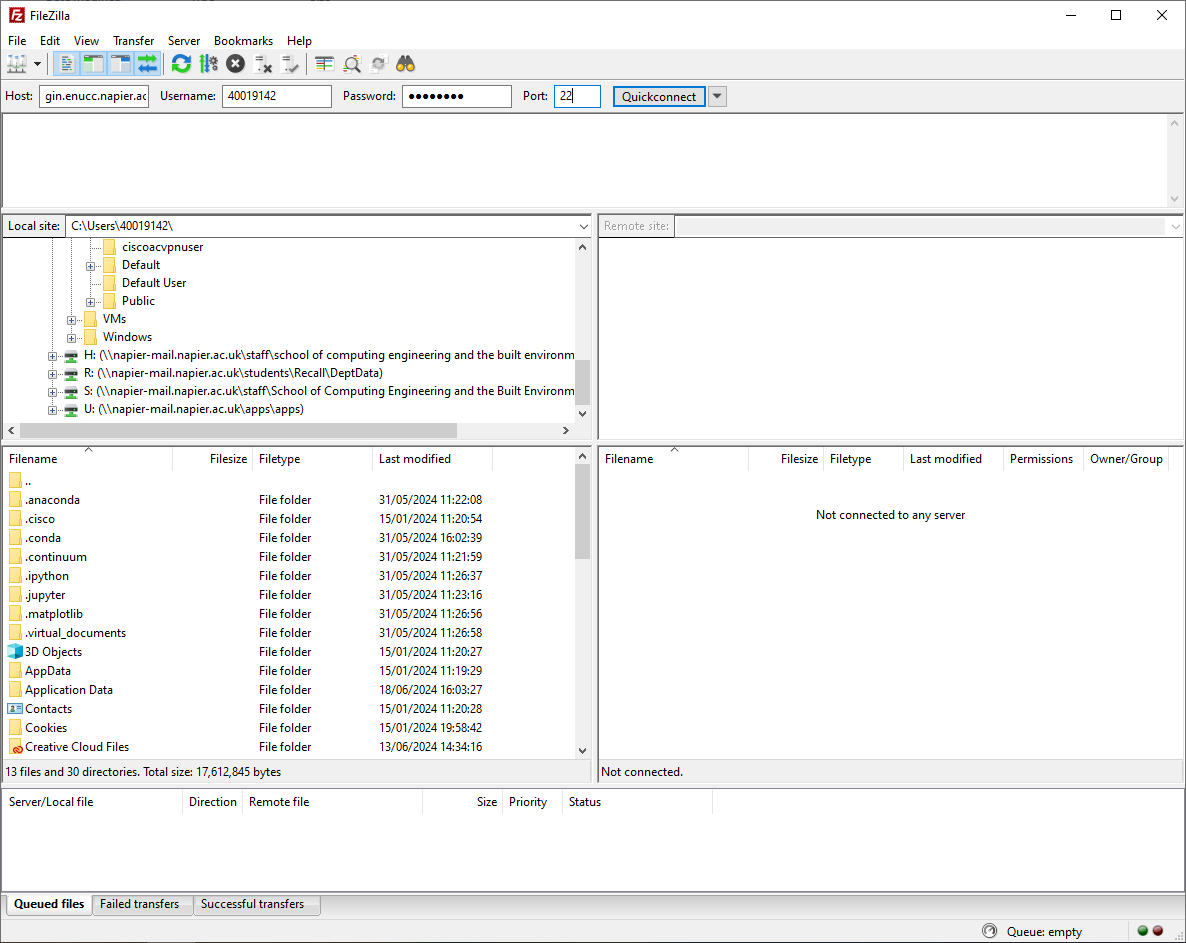 FileZilla
File Edit View Transfer Server Bookmarks Help
Host: gin.enucc.napier.ac Username: 40019142 Password: ●●●●●●●● Port: 22 Quickconnect
Local site: C:\Users\40019142\
Remote site:
ciscoacvpnuser
Default
Default User
Public
VMs
Windows
H: (\\napier-mail.napier.ac.uk\staff\school of computing engineering and the built environm
R: (\\napier-mail.napier.ac.uk\students\Recall\DeptData)
S: (\\napier-mail.napier.ac.uk\staff\School of Computing Engineering and the Built Environm
U: (\\napier-mail.napier.ac.uk\apps\apps)
Filename Filesize Filetype Last modified
..
.anaconda File folder 31/05/2024 11:22:08
.cisco File folder 15/01/2024 11:20:54
.conda File folder 31/05/2024 16:02:39
.continuum File folder 31/05/2024 11:21:59
.ipython File folder 31/05/2024 11:26:37
.jupyter File folder 31/05/2024 11:23:16
.matplotlib File folder 31/05/2024 11:26:56
.virtual_documents File folder 31/05/2024 11:26:58
3D Objects File folder 15/01/2024 11:20:27
AppData File folder 15/01/2024 11:19:29
Application Data File folder 18/06/2024 16:03:27
Contacts File folder 15/01/2024 11:20:28
Cookies File folder 15/01/2024 19:58:42
Creative Cloud Files File folder 13/06/2024 14:34:16
13 files and 30 directories. Total size: 17,612,845 bytes
Filename Filesize Filetype Last modified Permissions Owner/Group
Not connected to any server
Not connected.
Server/Local file Direction Remote file Size Priority Status
Queued files Failed transfers Successful transfers
Queue: empty